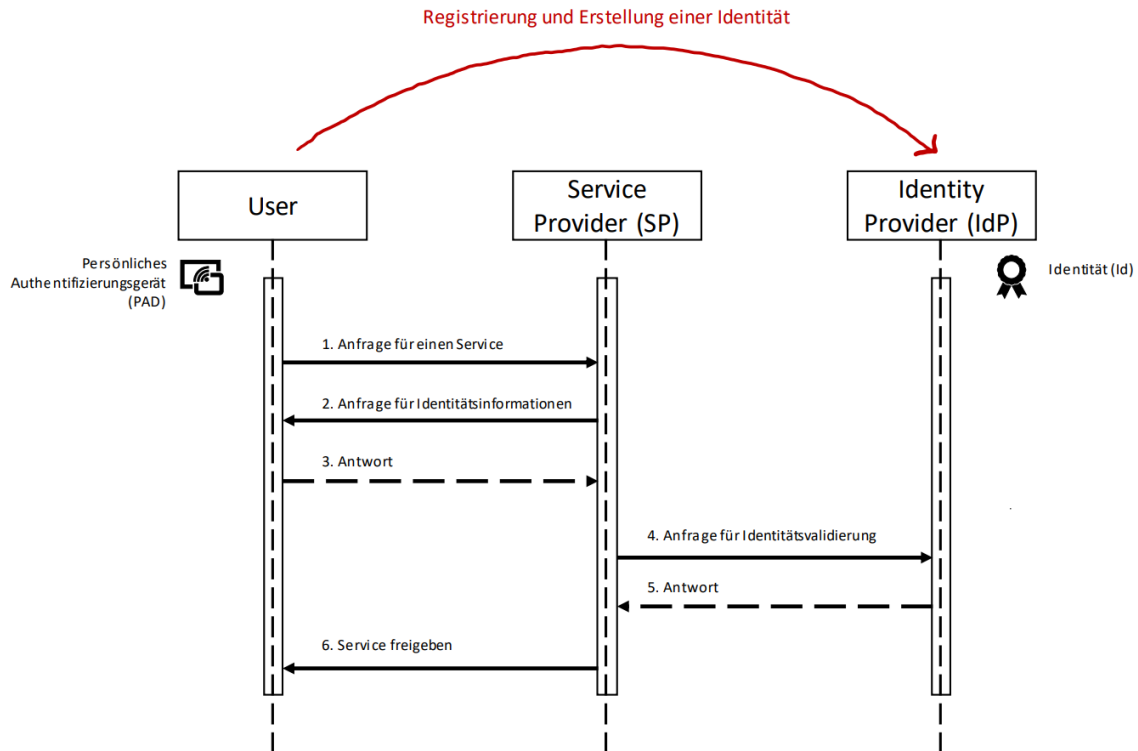 Registrierung und Erstellung einer Identität
User
Service
Provider (SP)
Identity
Provider (IdP)
Persönliches
Authentifizierungsgerät
(PAD)
Identität (Id)
1. Anfrage für einen Service
2. Anfrage für Identitätsinformationen
3. Antwort
4. Anfrage für Identitätsvalidierung
5. Antwort
6. Service freigeben